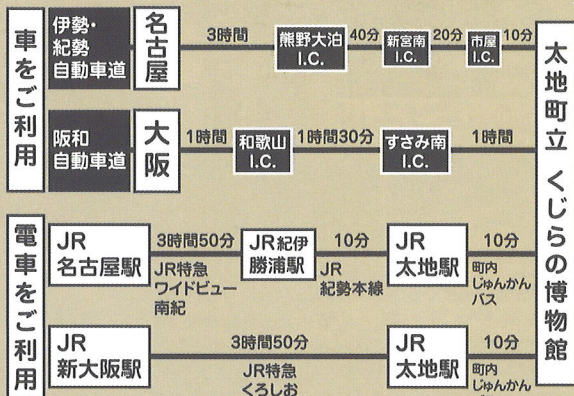 車をご利用
伊勢・
紀勢
自動車道
名古屋
3時間
熊野大泊
I.C.
40分
新宮南
I.C.
20分
市屋
I.C.
10分
阪和
自動車道
大阪
1時間
和歌山
I.C.
1時間30分
すさみ南
I.C.
1時間
電車をご利用
JR
名古屋駅
3時間50分
JR特急
ワイドビュー
南紀
JR紀伊
勝浦駅
10分
JR
紀勢本線
JR
太地駅
10分
町内
じゅんかん
バス
JR
新大阪駅
3時間50分
JR特急
くろしお
JR
太地駅
10分
町内
じゅんかん
太地町立 くじらの博物館